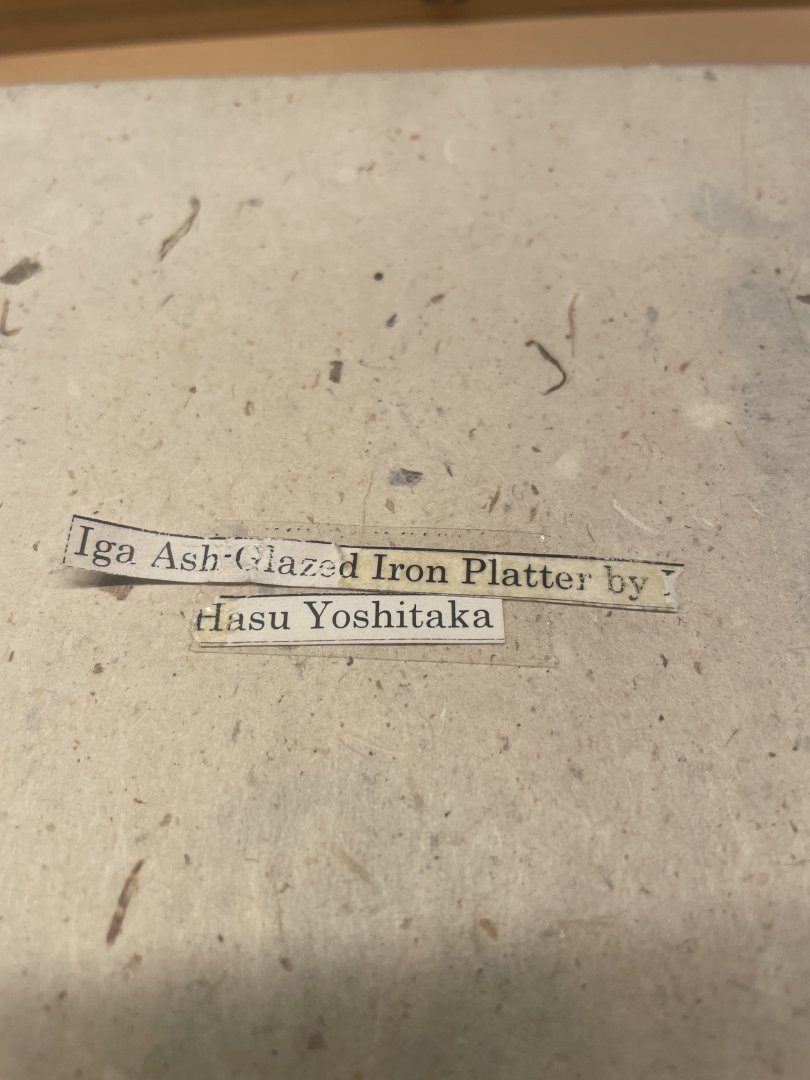 Iga Ash-Glazed Iron Platter by
Hasu Yoshitaka